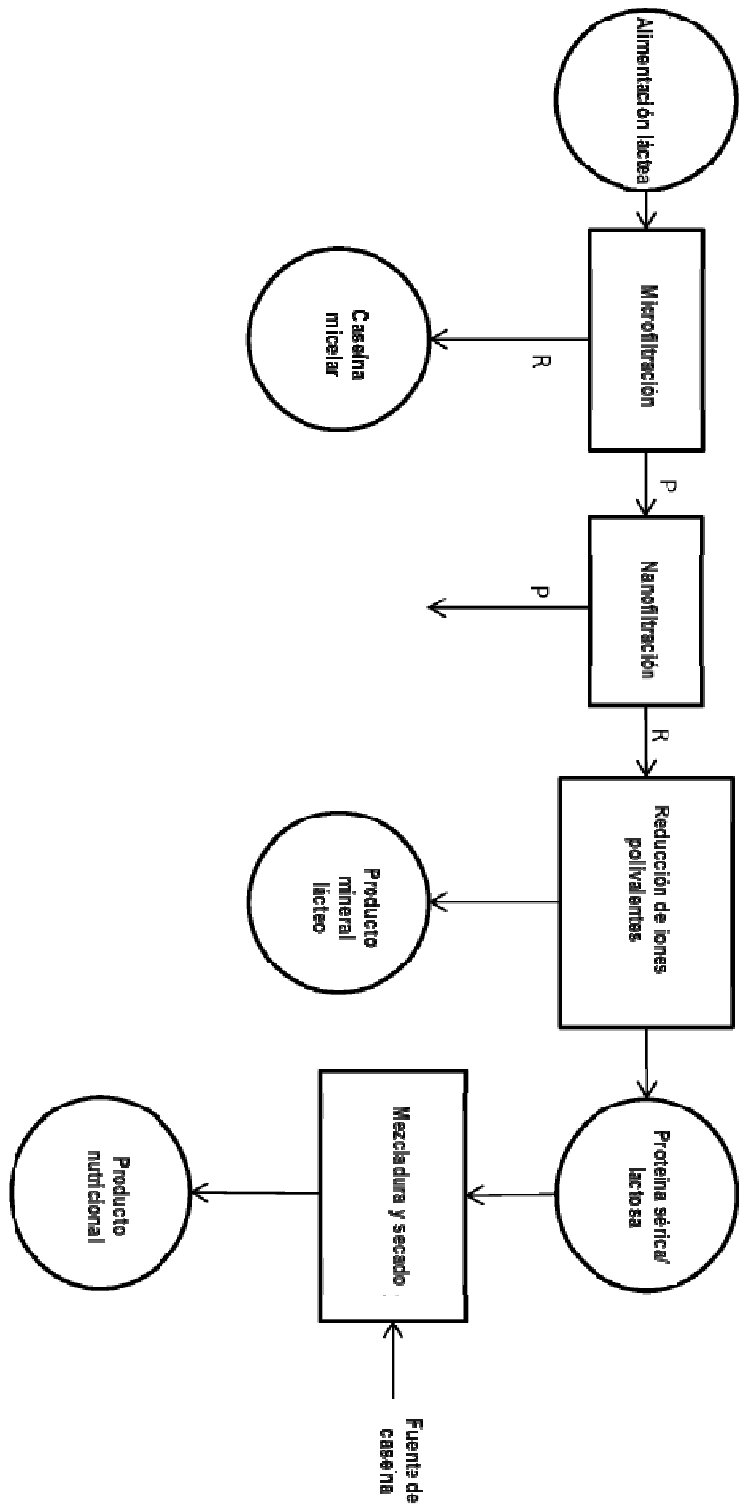 Alimentación láctea
Microfiltración
R
Caseína
micelar
P
Nanofiltración
P
R
Reducción de iones
polivalentes
Producto
mineral
lácteo
Proteína sérica/
lactosa
Mezcladura y secado
Fuente de
caseina
Producto
nutricional